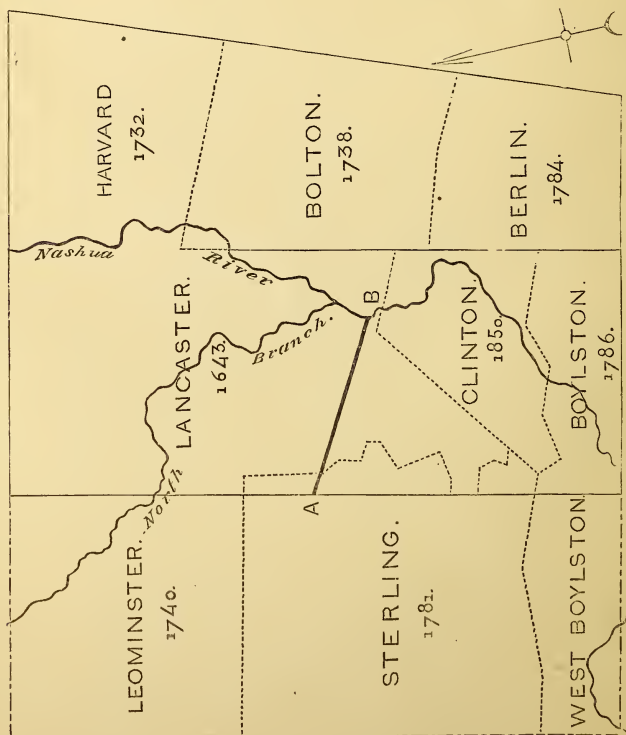 HARVARD
1732.
BOLTON.
1738.
BERLIN.
1784.
Nashua
River
LANCASTER.
1643.
North
Branch.
A
B
CLINTON.
1850.
BOYLSTON.
1786.
LEOMINSTER.
1740.
STERLING.
1781.
WEST BOYLSTON